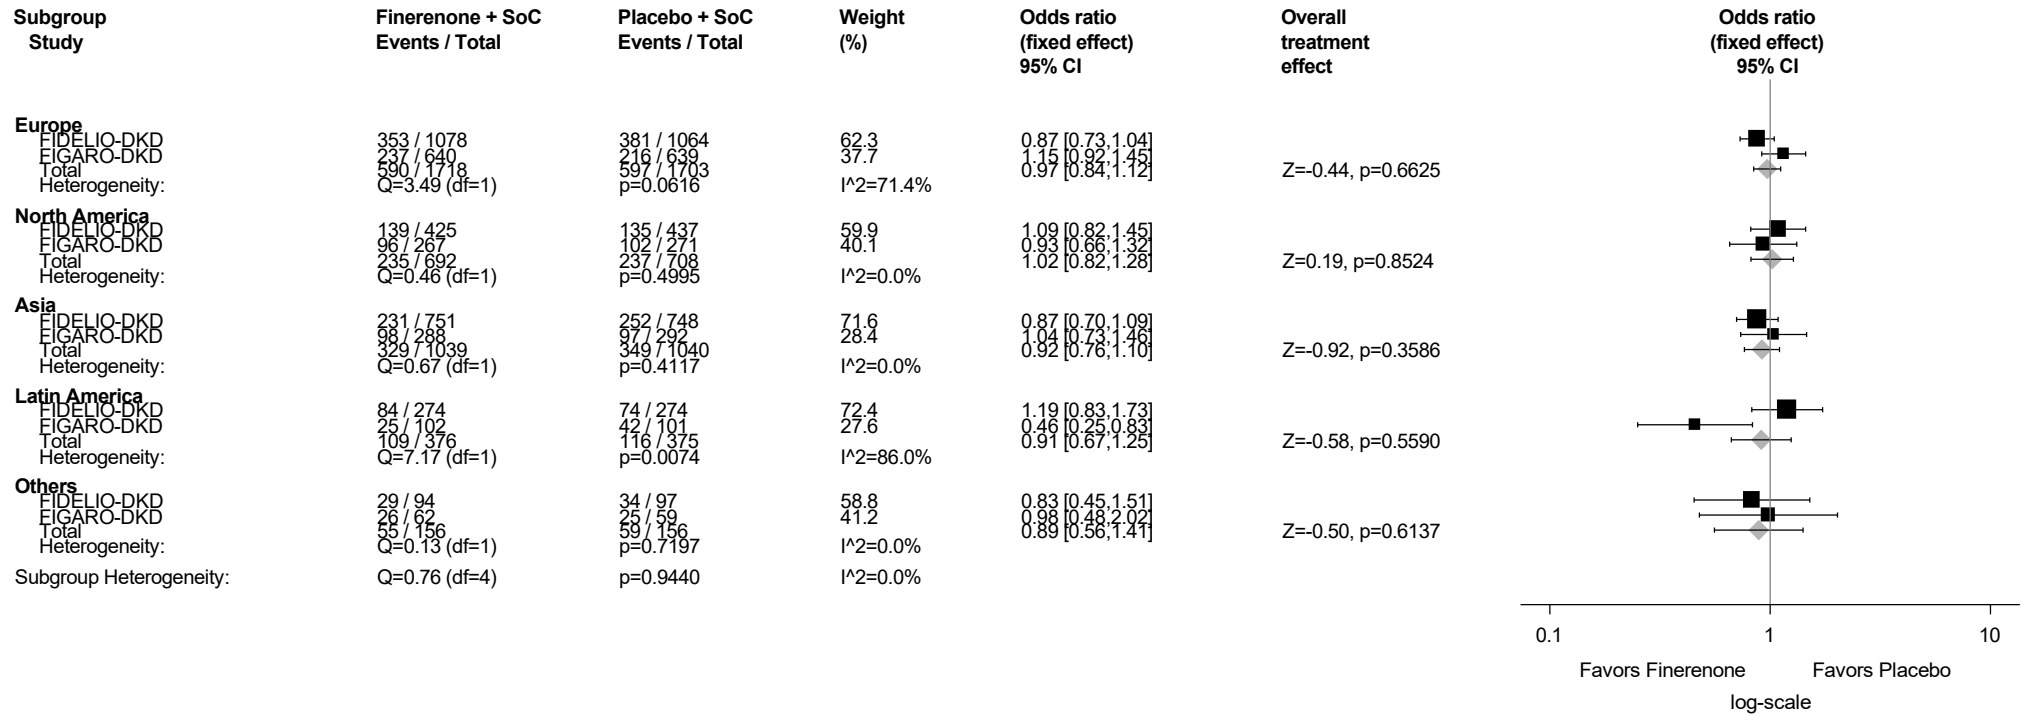 Subgroup Finerenone + SoC Placebo + SoC Weight Odds ratio Overall Odds ratio
Study Events / Total Events / Total (%) (fixed effect) treatment (fixed effect)
95% CI effect 95% CI
Europe
FIDELIO-DKD 353 / 1078 381 / 1064 62.3 0.87 [0.73,1.04]
FIGARO-DKD 237 / 640 216 / 639 37.7 1.15 [0.92,1.45]
Total 590 / 1718 597 / 1703 0.97 [0.84,1.12] Z=-0.44, p=0.6625
Heterogeneity: Q=3.49 (df=1) p=0.0616 I^2=71.4%
North America
FIDELIO-DKD 139 / 425 135 / 437 59.9 1.09 [0.82,1.45]
FIGARO-DKD 96 / 267 102 / 271 40.1 0.93 [0.66,1.32]
Total 235 / 692 237 / 708 1.02 [0.82,1.28] Z=0.19, p=0.8524
Heterogeneity: Q=0.46 (df=1) p=0.4995 I^2=0.0%
Asia
FIDELIO-DKD 231 / 751 252 / 748 71.6 0.87 [0.70,1.09]
FIGARO-DKD 98 / 288 97 / 292 28.4 1.04 [0.73,1.46]
Total 329 / 1039 349 / 1040 0.92 [0.76,1.10] Z=-0.92, p=0.3586
Heterogeneity: Q=0.67 (df=1) p=0.4117 I^2=0.0%
Latin America
FIDELIO-DKD 84 / 274 74 / 274 72.4 1.19 [0.83,1.73]
FIGARO-DKD 25 / 102 42 / 101 27.6 0.46 [0.25,0.83]
Total 109 / 376 116 / 375 0.91 [0.67,1.25] Z=-0.58, p=0.5590
Heterogeneity: Q=7.17 (df=1) p=0.0074 I^2=86.0%
Others
FIDELIO-DKD 29 / 94 34 / 97 58.8 0.83 [0.45,1.51]
FIGARO-DKD 26 / 62 25 / 59 41.2 0.98 [0.48,2.02]
Total 55 / 156 59 / 156 0.89 [0.56,1.41] Z=-0.50, p=0.6137
Heterogeneity: Q=0.13 (df=1) p=0.7197 I^2=0.0%
Subgroup Heterogeneity: Q=0.76 (df=4) p=0.9440 I^2=0.0%
0.1 1 10
Favors Finerenone Favors Placebo
log-scale